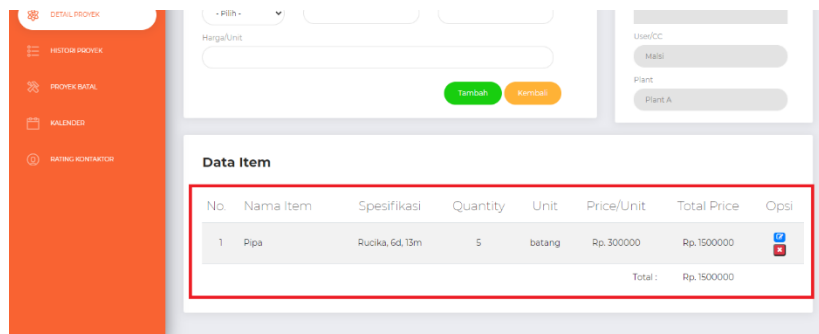 DETAIL PROYEK
HISTORI PROYEK
PROYEK BATAL
KALENDER
RATING KONTAKTOR
- Pilih -
Harga/Unit
Tambah
Kembali
User/CC
Maisi
Plant
Plant A
Data Item
No. Nama Item Spesifikasi Quantity Unit Price/Unit Total Price Opsi
1 Pipa Rucika, 6d, 13m 5 batang Rp. 300000 Rp. 1500000
Total : Rp. 1500000